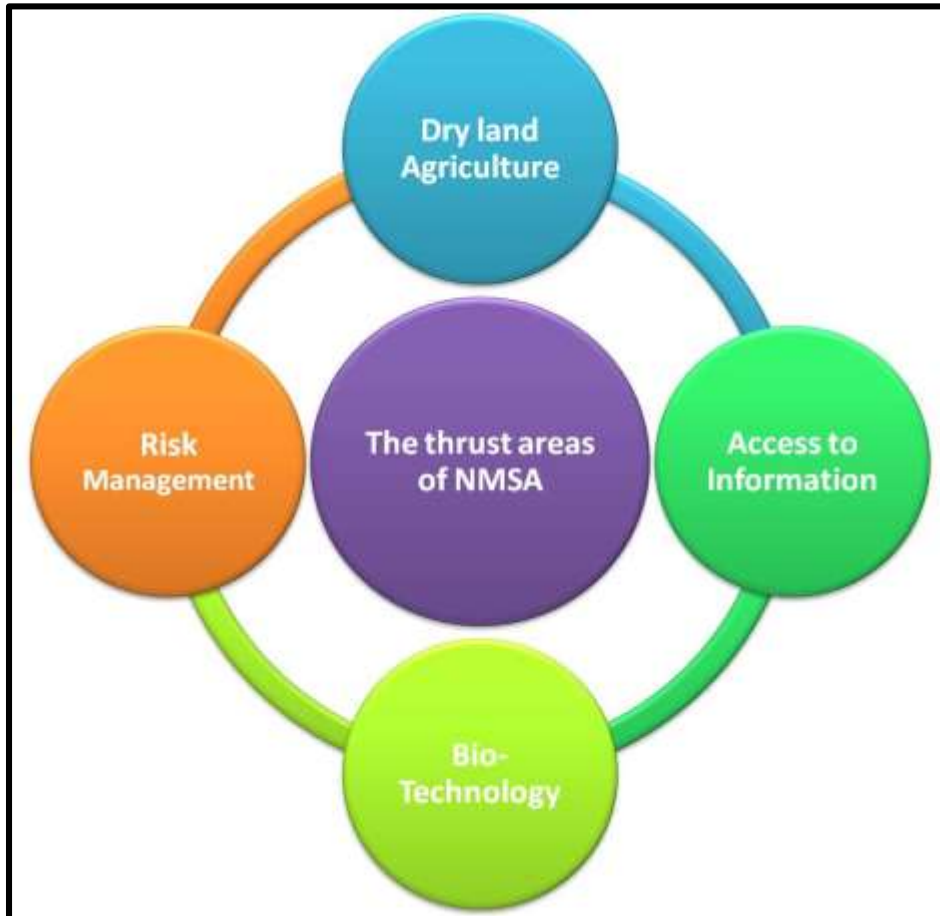 Dry land
Agriculture
Risk
Management
The thrust areas
of NMSA
Access to
Information
Bio-
Technology